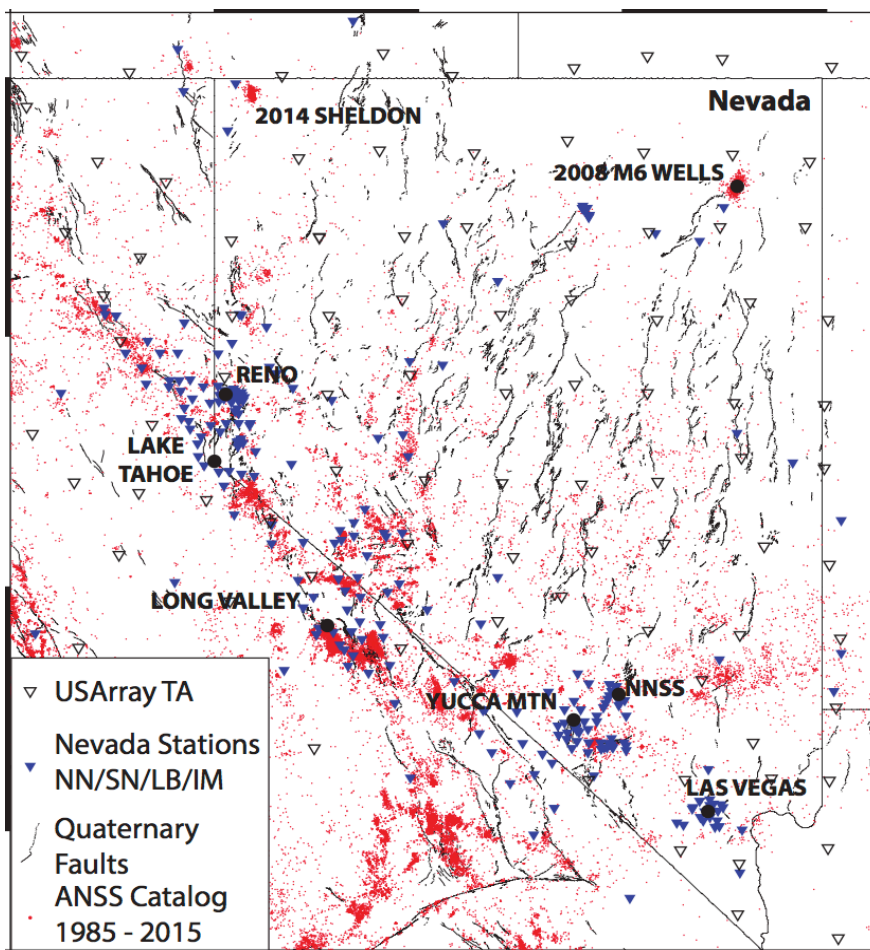 Nevada
2014 SHELDON
2008 M6 WELLS
RENO
LAKE
TAHOE
LONG VALLEY
YUCCA MTN
NNSS
LAS VEGAS
USArray TA
Nevada Stations
NN/SN/LB/IM
Quaternary
Faults
ANSS Catalog
1985 - 2015